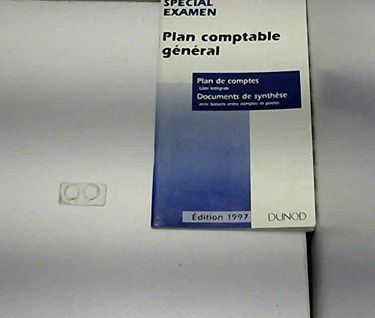 SPÉCIAL
EXAMEN
Plan comptable
général
Plan de comptes
Liste intégrale
Documents de synthèse
avec liaisons entre comptes et postes
Édition 1997
DUNOD